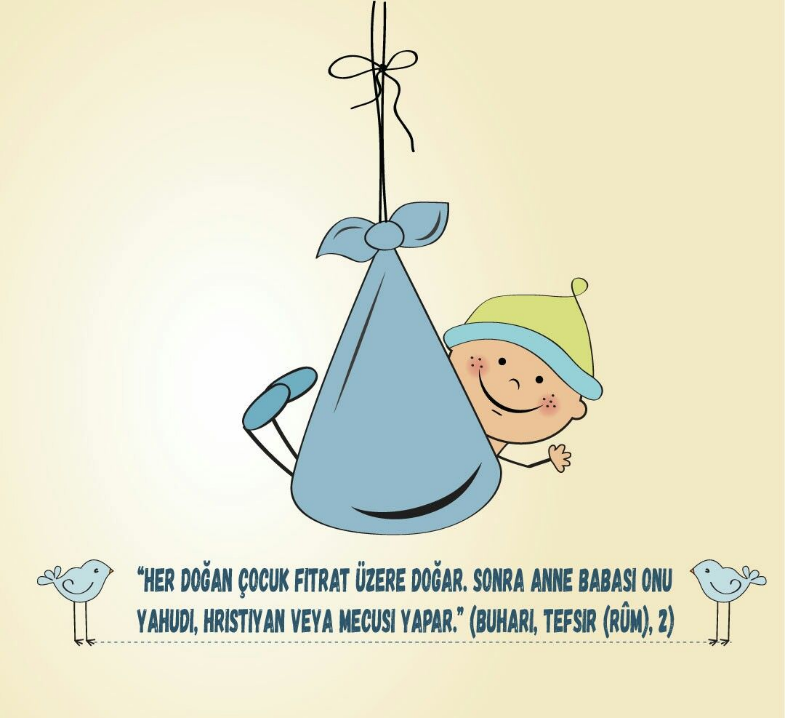 “HER DOĞAN ÇOCUK FITRAT ÜZERE DOĞAR. SONRA ANNE BABASI ONU
YAHUDI, HRISTIYAN VEYA MECUSI YAPAR.” (BUHARI, TEFSIR (RÛM), 2)